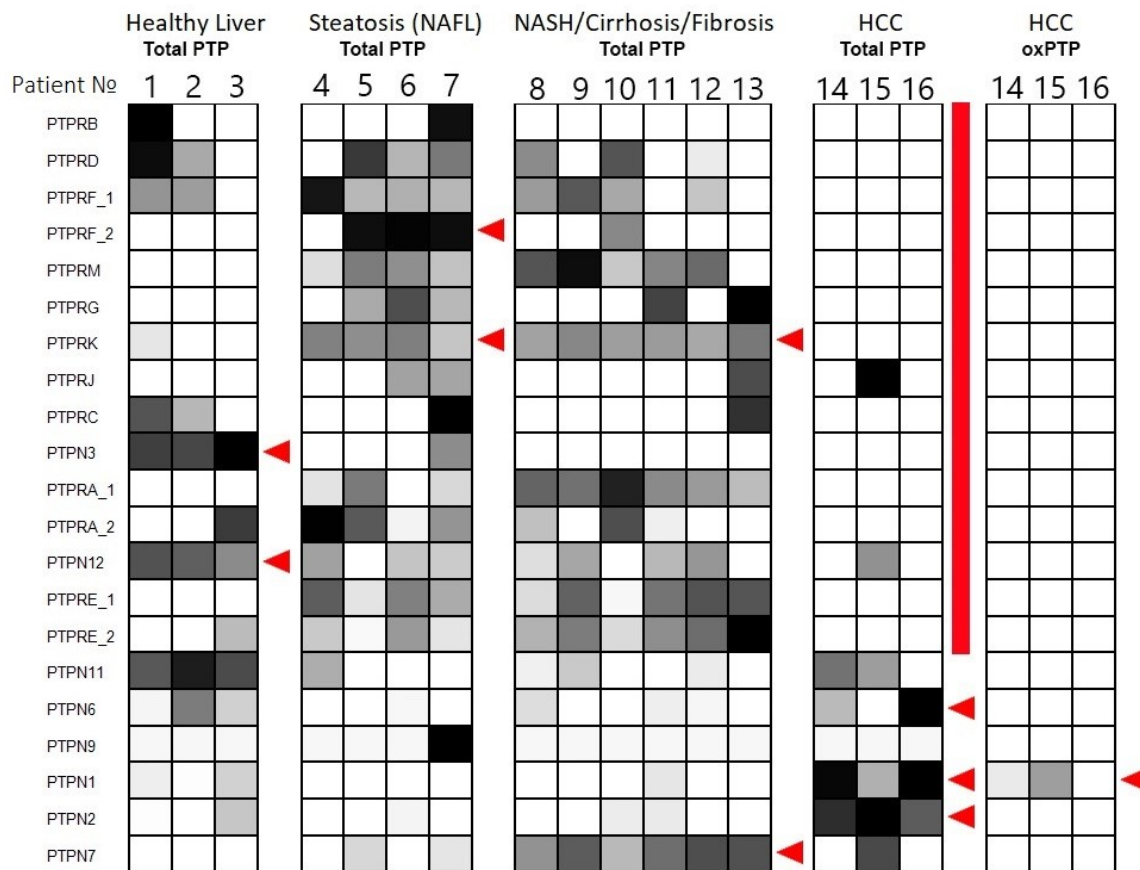 Healthy Liver Steatosis (NAFL) NASH/Cirrhosis/Fibrosis HCC HCC
Total PTP Total PTP Total PTP Total PTP oxPTP
Patient № 1 2 3 4 5 6 7 8 9 10 11 12 13 14 15 16 14 15 16
PTPRB
PTPRD
PTPRF_1
PTPRF_2
PTPRM
PTPRG
PTPRK
PTPRJ
PTPRC
PTPN3
PTPRA_1
PTPRA_2
PTPN12
PTPRE_1
PTPRE_2
PTPN11
PTPN6
PTPN9
PTPN1
PTPN2
PTPN7